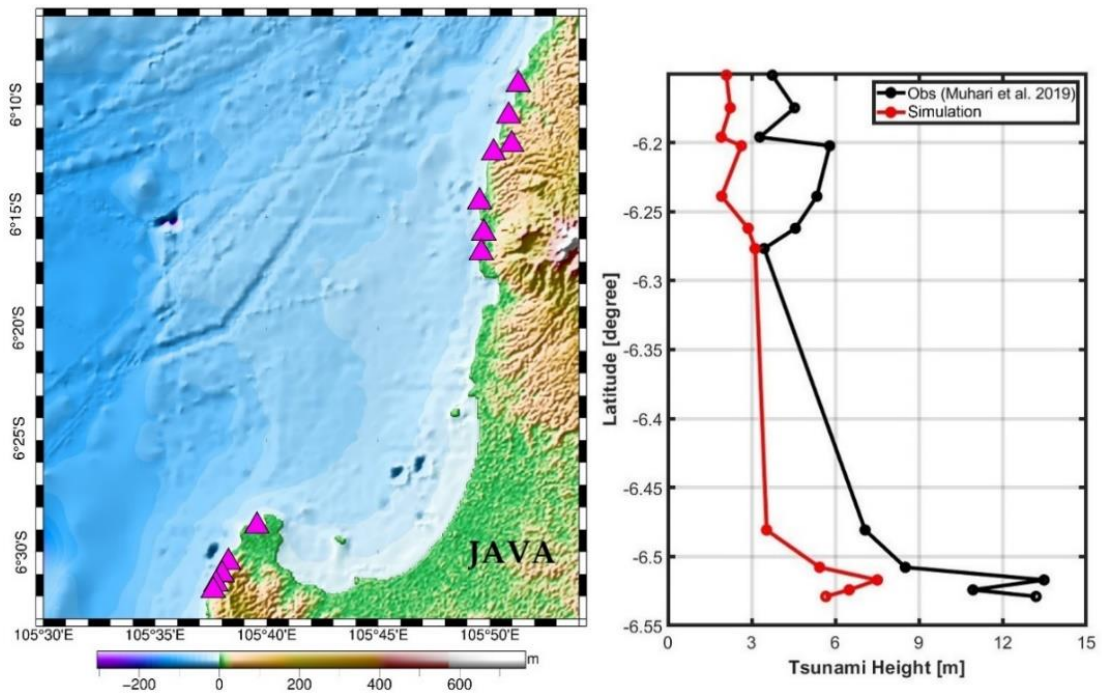 6°10'S
6°15'S
6°20'S
6°25'S
6°30'S
JAVA
105°30'E
105°35'E
105°40'E
105°45'E
105°50'E
−200
0
200
400
600
m
Obs (Muhari et al. 2019)
Simulation
-6.2
-6.25
-6.3
-6.35
-6.4
-6.45
-6.5
-6.55
Latitude [degree]
0
3
6
9
12
15
Tsunami Height [m]